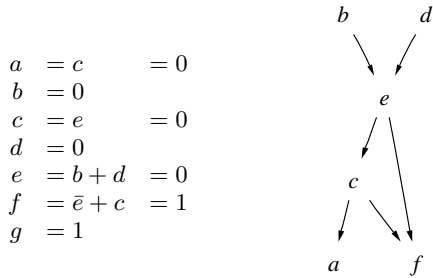 a = c = 0
b = 0
c = e = 0
d = 0
e = b + d = 0
f = ē + c = 1
g = 1
b d
e
c
a f